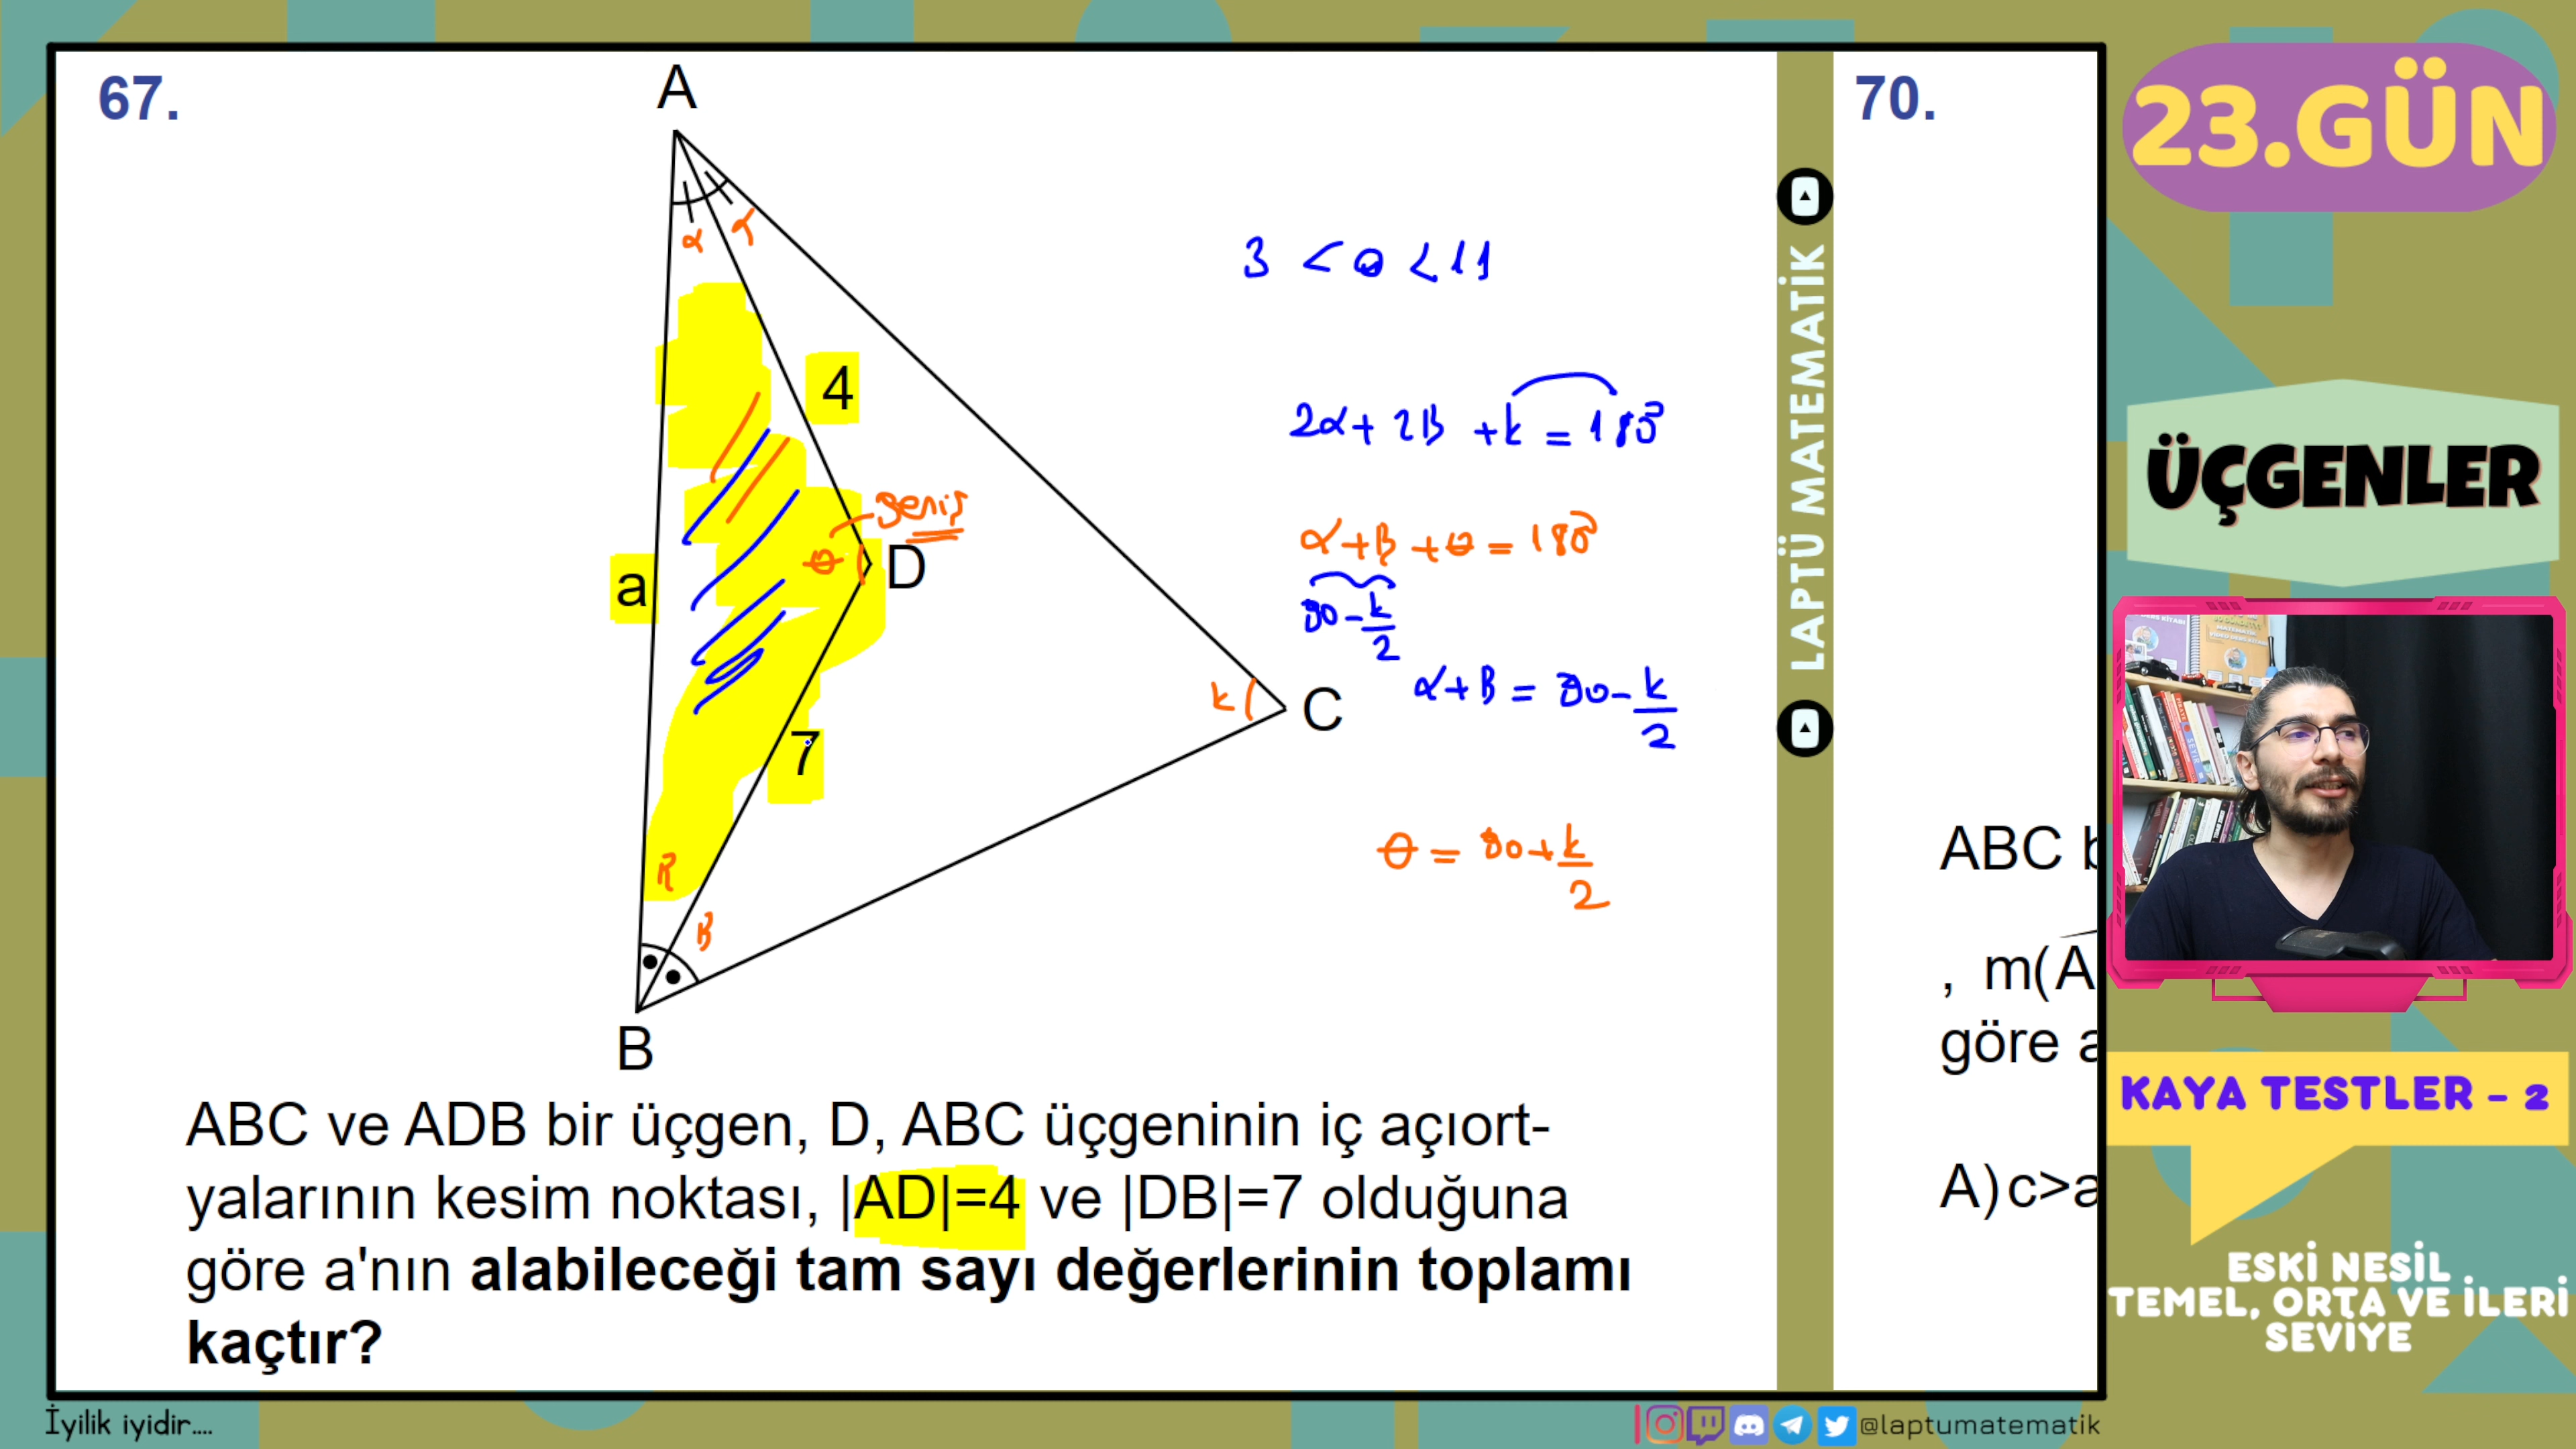 67.
A
α α
4
geniş
θ
D
a
7
k
C
B
B
B
3 < a < 11
2α + 2B + k = 180°
α + B + θ = 180°
90 - k/2
α + B = 90 - k/2
θ = 90 + k/2
ABC ve ADB bir üçgen, D, ABC üçgeninin iç açıort-
yalarının kesim noktası, |AD|=4 ve |DB|=7 olduğuna
göre a'nın alabileceği tam sayı değerlerinin toplamı
kaçtır?
LAPTÜ MATEMATİK
70.
ABC
, m(A
göre a
A) c>a
23.GÜN
ÜÇGENLER
KAYA TESTLER - 2
ESKİ NESİL
TEMEL, ORTA VE İLERİ
SEVİYE
İyilik iyidir....
@laptumatematik